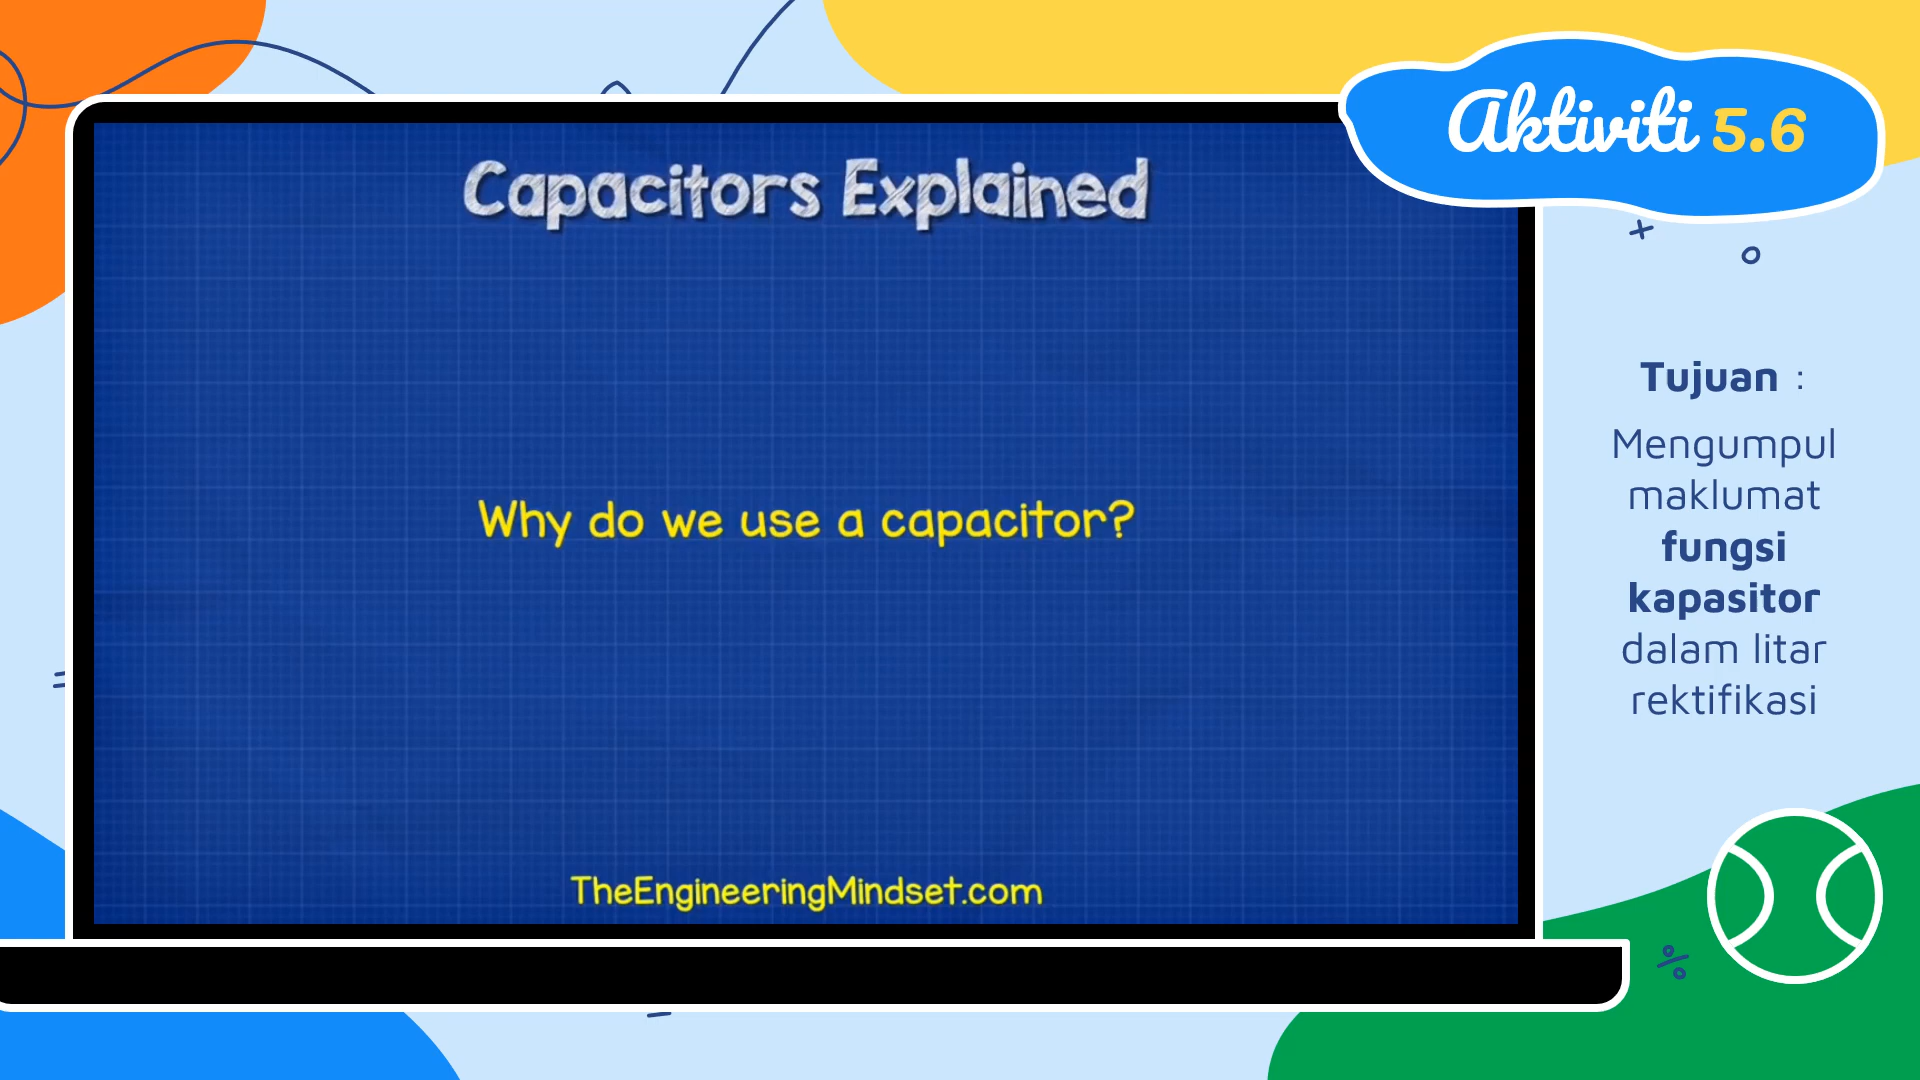 Aktiviti 5.6
Capacitors Explained
Why do we use a capacitor?
TheEngineeringMindset.com
Tujuan :
Mengumpul
maklumat
fungsi
kapasitor
dalam litar
rektifikasi